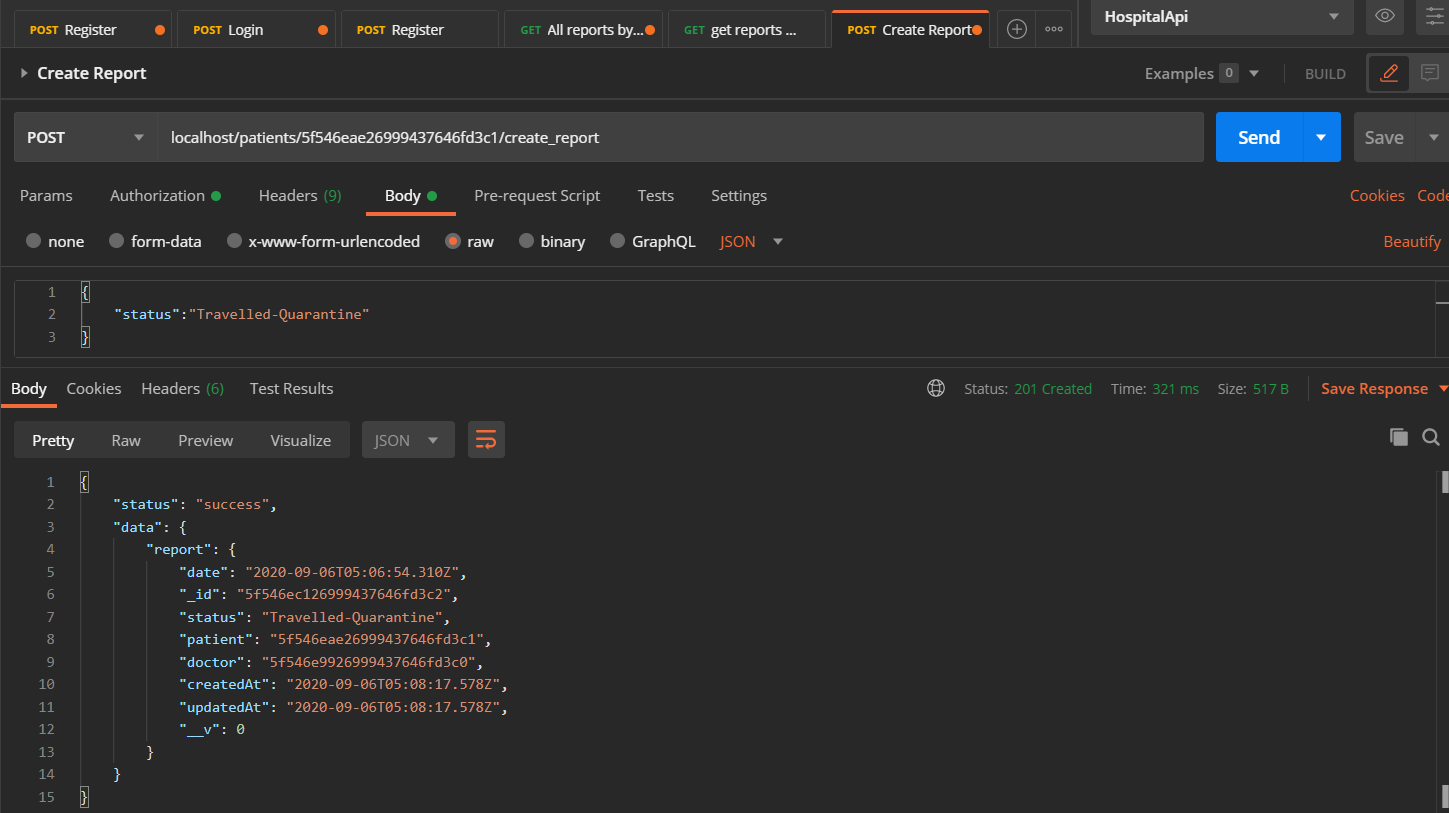 POST Register POST Login POST Register GET All reports by... GET get reports ... POST Create Report HospitalApi
Create Report Examples 0 BUILD
POST localhost/patients/5f546eae26999437646fd3c1/create_report Send Save
Params Authorization Headers (9) Body Pre-request Script Tests Settings Cookies Code
none form-data x-www-form-urlencoded raw binary GraphQL JSON Beautify
1 {
2 "status":"Travelled-Quarantine"
3 }
Body Cookies Headers (6) Test Results Status: 201 Created Time: 321 ms Size: 517 B Save Response
Pretty Raw Preview Visualize JSON
1 {
2 "status": "success",
3 "data": {
4 "report": {
5 "date": "2020-09-06T05:06:54.310Z",
6 "_id": "5f546ec126999437646fd3c2",
7 "status": "Travelled-Quarantine",
8 "patient": "5f546eae26999437646fd3c1",
9 "doctor": "5f546e9926999437646fd3c0",
10 "createdAt": "2020-09-06T05:08:17.578Z",
11 "updatedAt": "2020-09-06T05:08:17.578Z",
12 "__v": 0
13 }
14 }
15 }